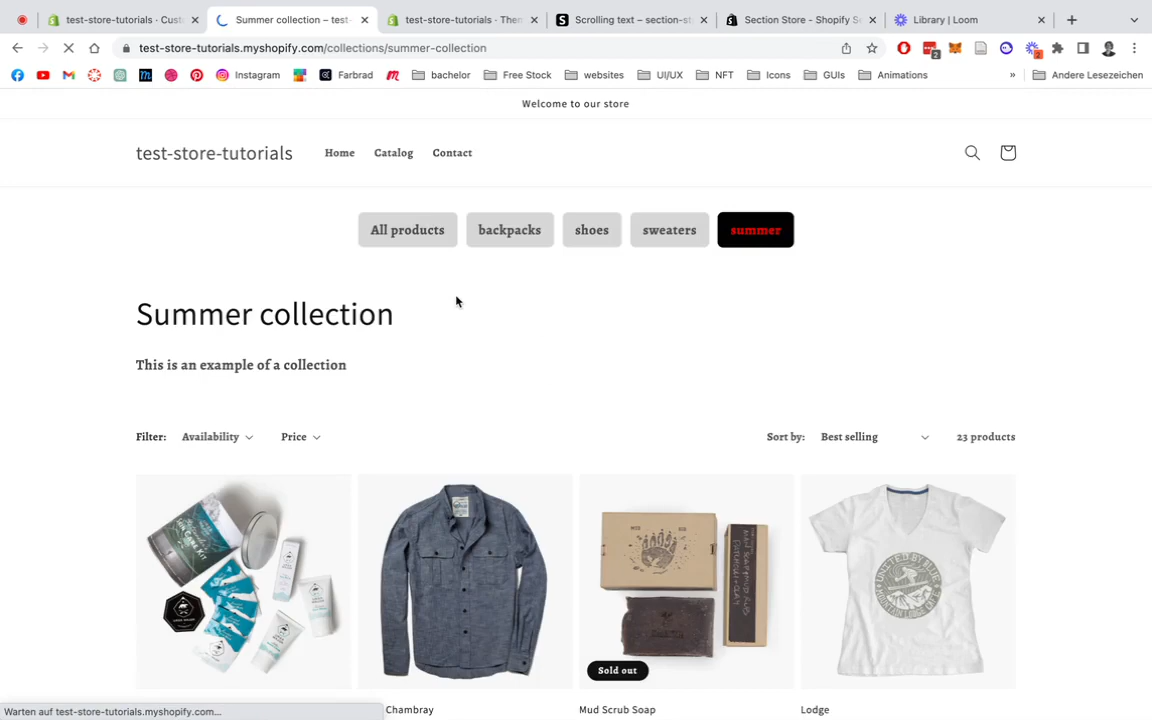 test-store-tutorials · Cust
Summer collection – test-
test-store-tutorials · Then
Scrolling text – section-st
Section Store - Shopify Se
Library | Loom
test-store-tutorials.myshopify.com/collections/summer-collection
2
2
Instagram
Farbrad
bachelor
Free Stock
websites
UI/UX
NFT
Icons
GUIs
Animations
»
Andere Lesezeichen
Welcome to our store
test-store-tutorials
Home
Catalog
Contact
All products
backpacks
shoes
sweaters
summer
Summer collection
This is an example of a collection
Filter:
Availability
Price
Sort by:
Best selling
23 products
Sold out
Chambray
Mud Scrub Soap
Lodge
Warten auf test-store-tutorials.myshopify.com...